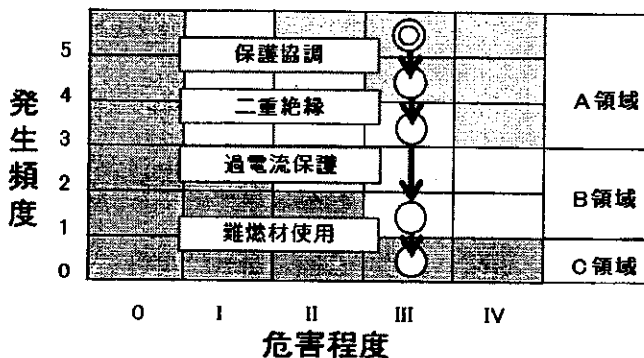 5
4
3
2
1
0
発生頻度
保護協調
二重絶縁
過電流保護
難燃材使用
A領域
B領域
C領域
0
I
II
III
IV
危害程度